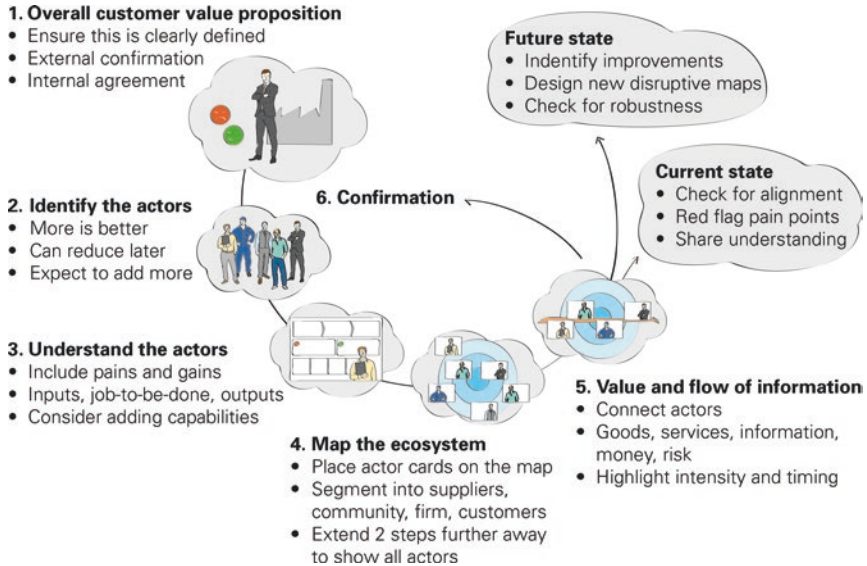 1. Overall customer value proposition
• Ensure this is clearly defined
• External confirmation
• Internal agreement
2. Identify the actors
• More is better
• Can reduce later
• Expect to add more
3. Understand the actors
• Include pains and gains
• Inputs, job-to-be-done, outputs
• Consider adding capabilities
4. Map the ecosystem
• Place actor cards on the map
• Segment into suppliers,
community, firm, customers
• Extend 2 steps further away
to show all actors
5. Value and flow of information
• Connect actors
• Goods, services, information,
money, risk
• Highlight intensity and timing
6. Confirmation
Current state
• Check for alignment
• Red flag pain points
• Share understanding
Future state
• Indentify improvements
• Design new disruptive maps
• Check for robustness